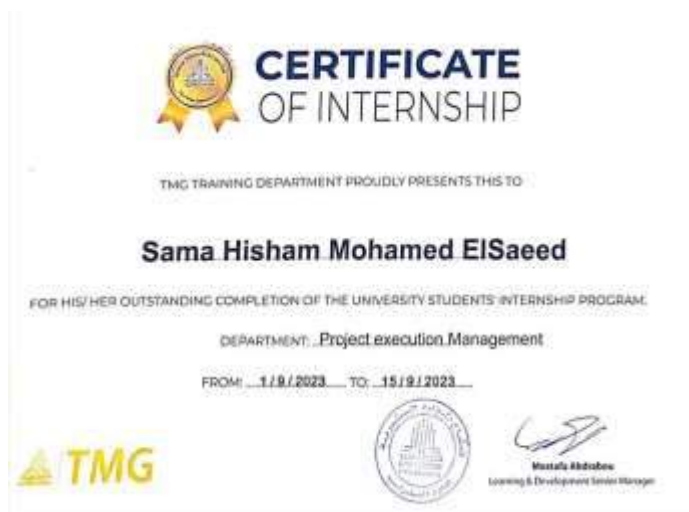 CERTIFICATE
OF INTERNSHIP
TMG TRAINING DEPARTMENT PROUDLY PRESENTS THIS TO
Sama Hisham Mohamed ElSaeed
FOR HIS/ HER OUTSTANDING COMPLETION OF THE UNIVERSITY STUDENTS' INTERNSHIP PROGRAM.
DEPARTMENT: Project execution Management
FROM: 1/9/2023 TO: 15/9/2023
TMG
Mostafa Abdrabou
Learning & Development Senior Manager